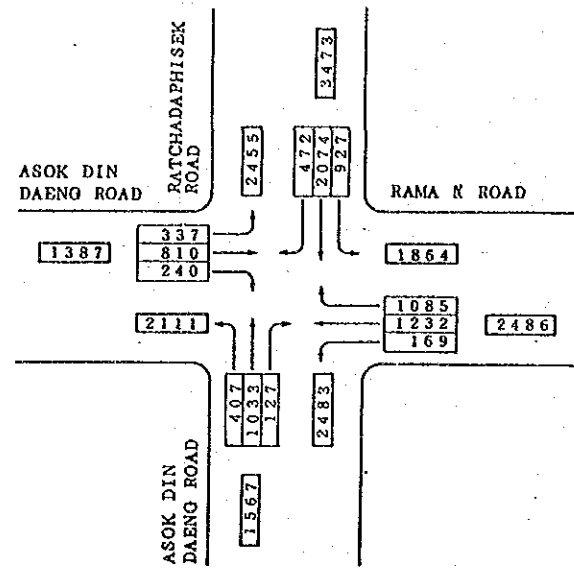 3473
RATCHADAPHISEK
ROAD
2455
472
2074
927
ASOK DIN
DAENG ROAD
RAMA Ⅸ ROAD
337
810
240
1387
1864
1085
1232
169
2486
2111
407
1033
127
2483
ASOK DIN
DAENG ROAD
1567